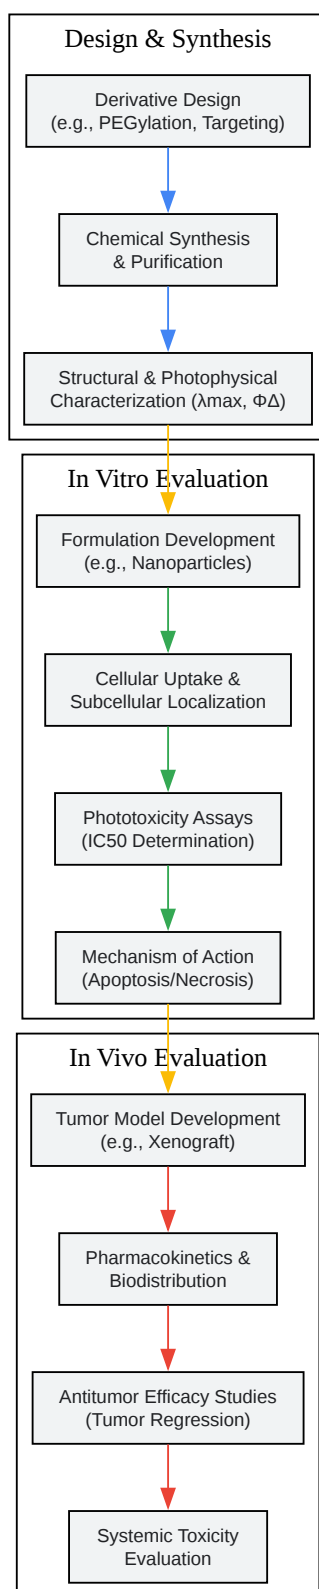 Design & Synthesis
Derivative Design
(e.g., PEGylation, Targeting)
Chemical Synthesis
& Purification
Structural & Photophysical
Characterization (λmax, ΦΔ)
In Vitro Evaluation
Formulation Development
(e.g., Nanoparticles)
Cellular Uptake &
Subcellular Localization
Phototoxicity Assays
(IC50 Determination)
Mechanism of Action
(Apoptosis/Necrosis)
In Vivo Evaluation
Tumor Model Development
(e.g., Xenograft)
Pharmacokinetics &
Biodistribution
Antitumor Efficacy Studies
(Tumor Regression)
Systemic Toxicity
Evaluation